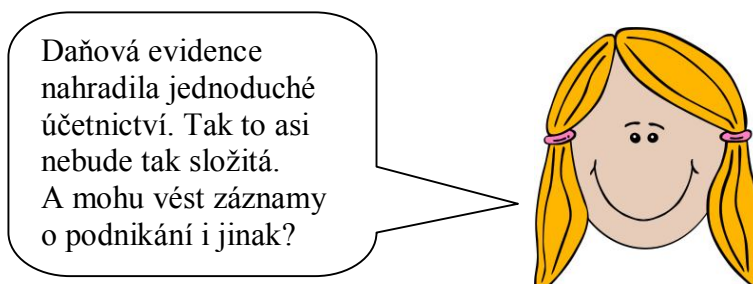 Daňová evidence
nahradila jednoduché
účetnictví. Tak to asi
nebude tak složitá.
A mohu vést záznamy
o podnikání i jinak?